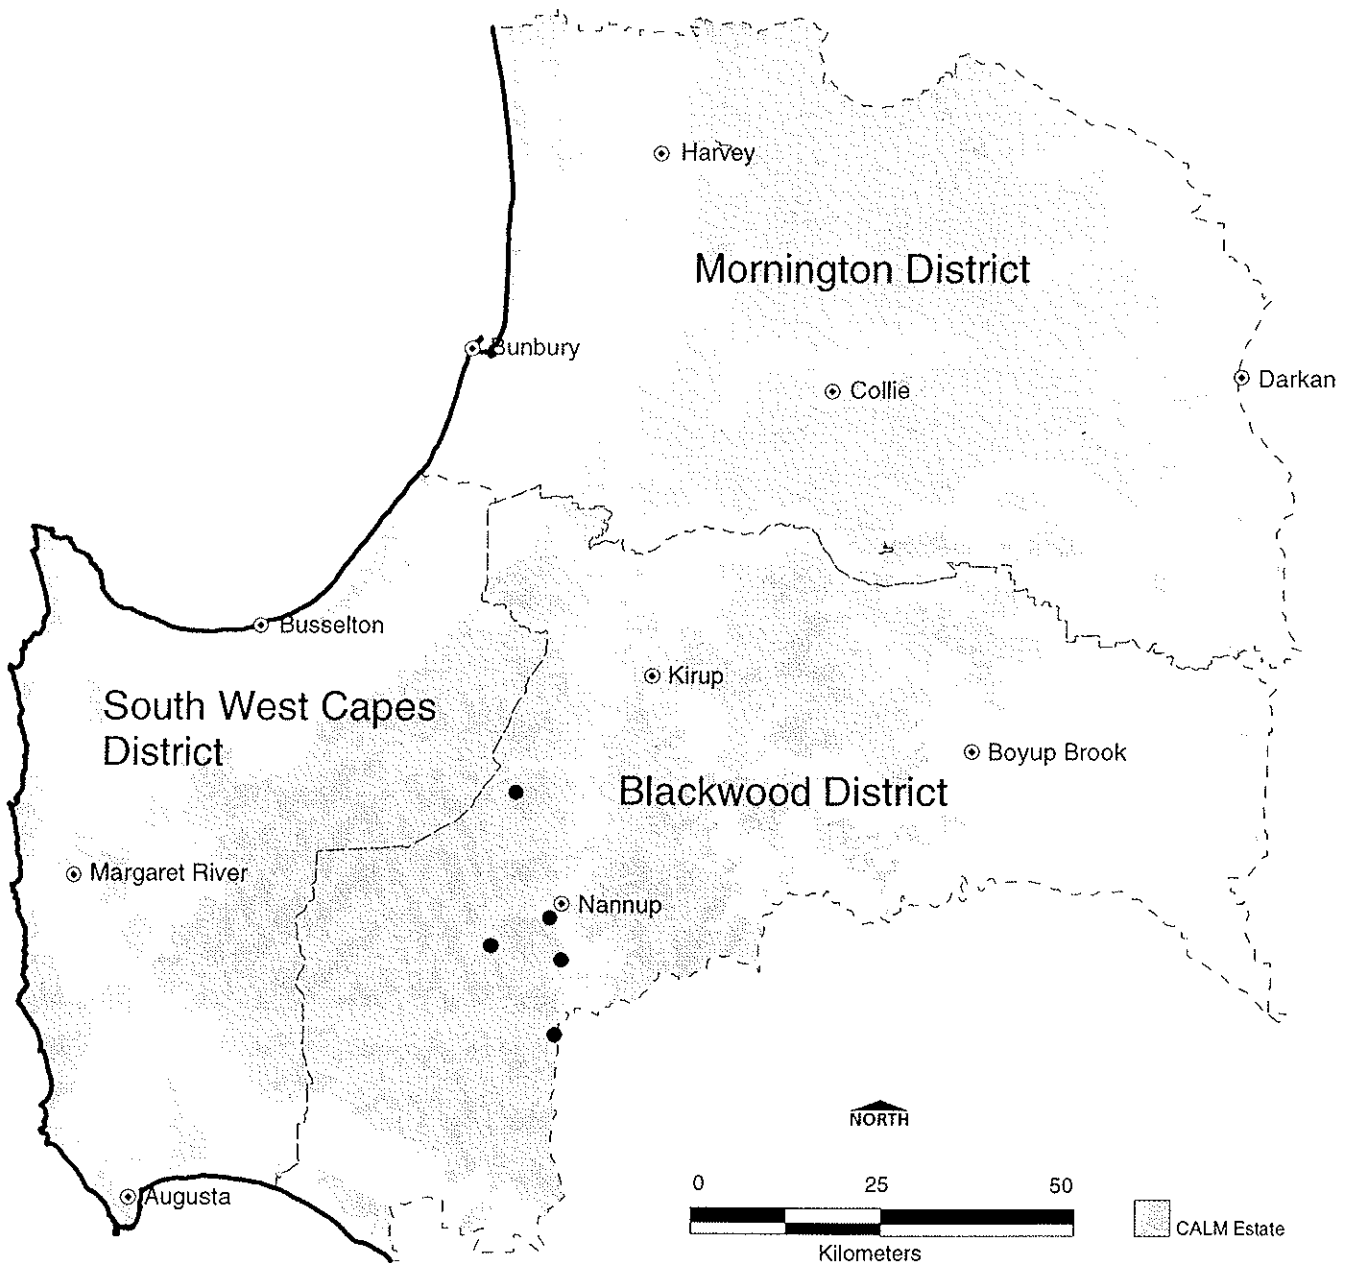 Harvey
Mornington District
Bunbury
Collie
Darkan
Busselton
Kirup
South West Capes
District
Boyup Brook
Blackwood District
Margaret River
Nannup
NORTH
0 25 50
Augusta
CALM Estate
Kilometers